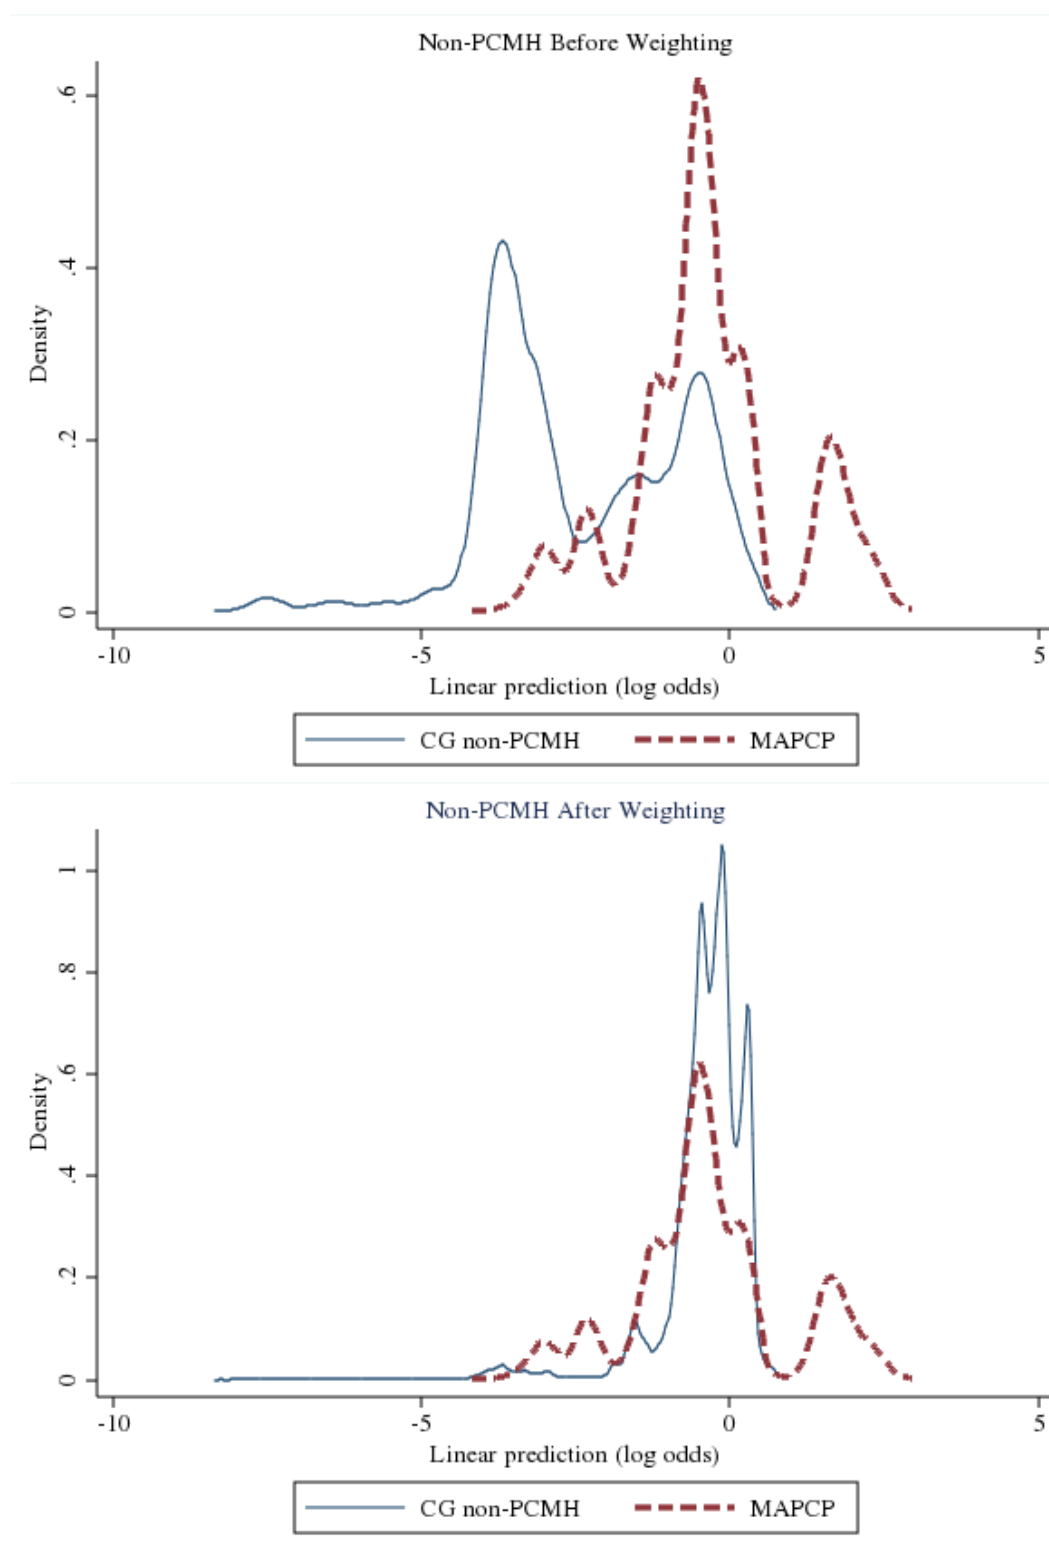 Non-PCMH Before Weighting
.6
.4
.2
0
Density
-10 -5 0 5
Linear prediction (log odds)
CG non-PCMH MAPCP
Non-PCMH After Weighting
1
.8
.6
.4
.2
0
Density
-10 -5 0 5
Linear prediction (log odds)
CG non-PCMH MAPCP